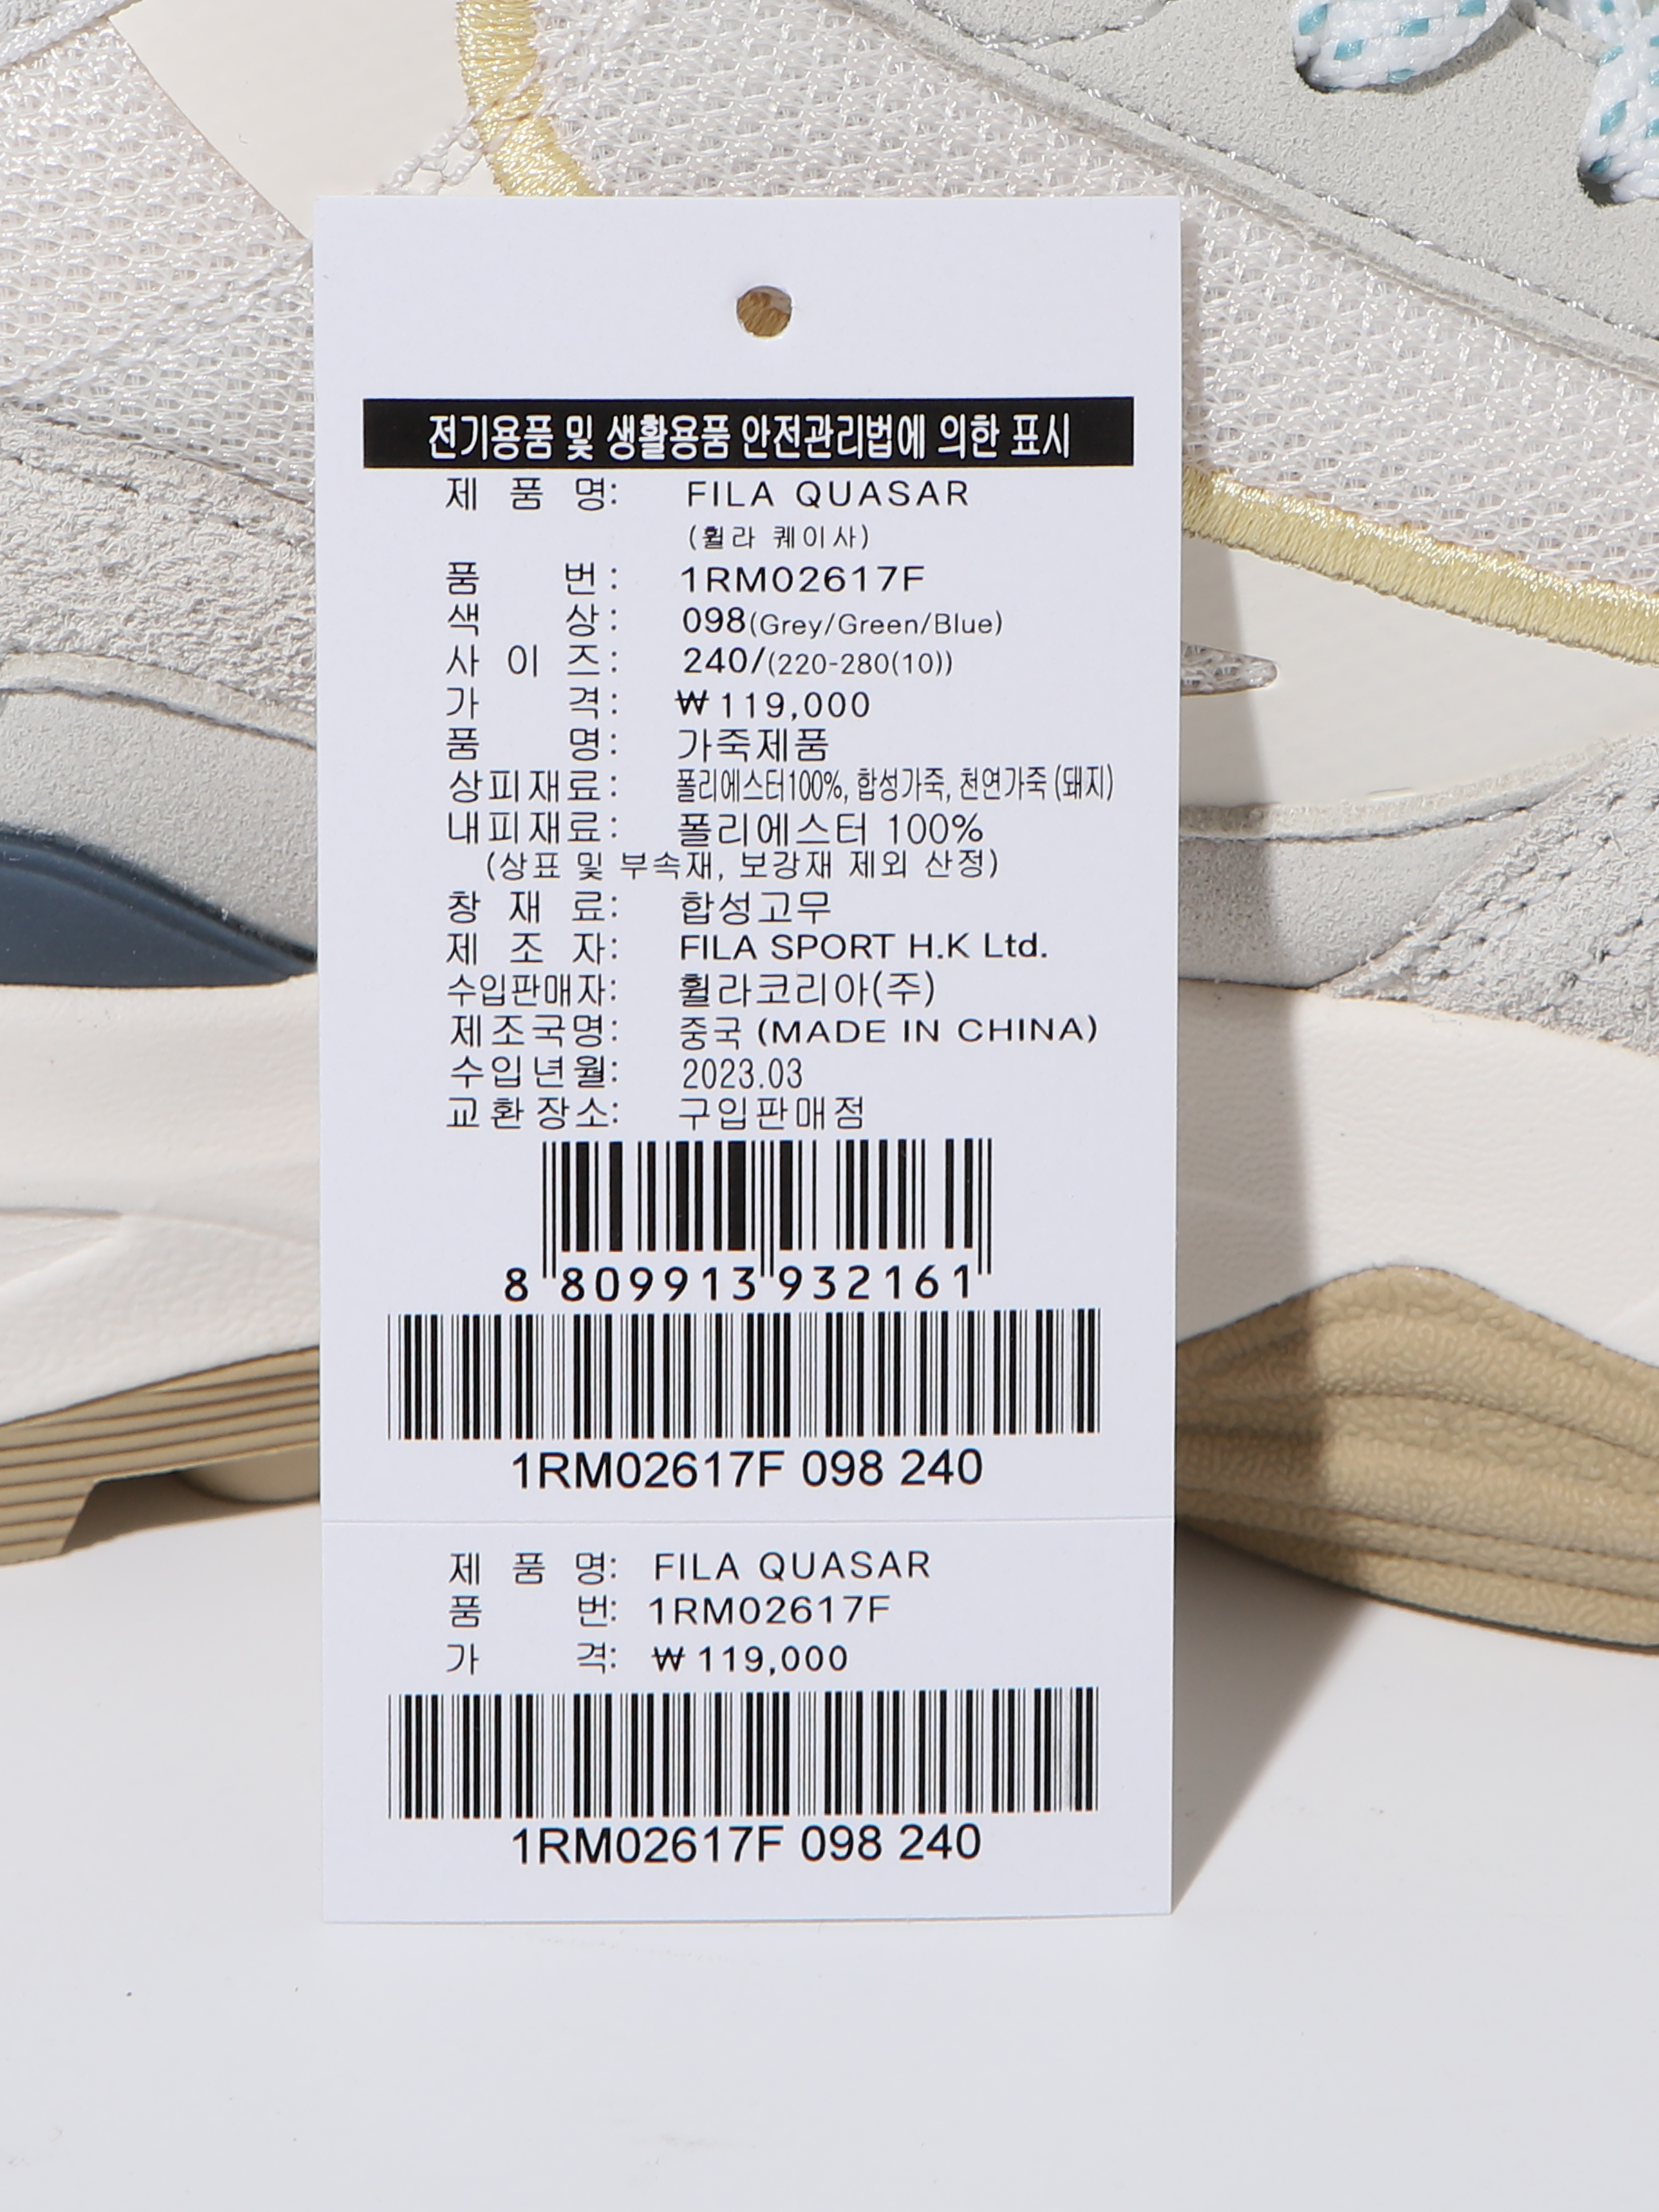 전기용품 및 생활용품 안전관리법에 의한 표시
제 품 명: FILA QUASAR
(휠라 퀘이사)
품 번: 1RM02617F
색 상: 098(Grey/Green/Blue)
사 이 즈: 240/(220-280(10))
가 격: ₩119,000
품 명: 가죽제품
상피재료: 폴리에스터100%, 합성가죽, 천연가죽 (돼지)
내피재료: 폴리에스터 100%
(상표 및 부속재, 보강재 제외 산정)
창 재 료: 합성고무
제 조 자: FILA SPORT H.K Ltd.
수입판매자: 휠라코리아(주)
제조국명: 중국 (MADE IN CHINA)
수입년월: 2023.03
교환장소: 구입판매점
8 809913 932161
1RM02617F 098 240
제 품 명: FILA QUASAR
품 번: 1RM02617F
가 격: ₩119,000
1RM02617F 098 240